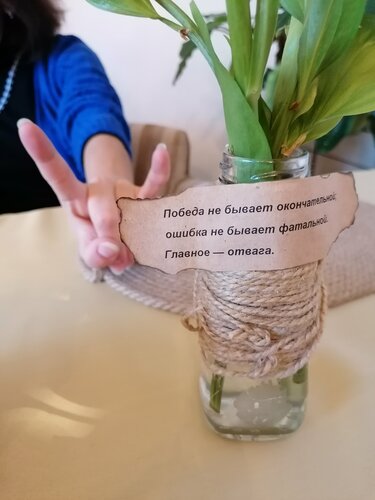 Победа не бывает окончательной,
ошибка не бывает фатальной.
Главное — отвага.